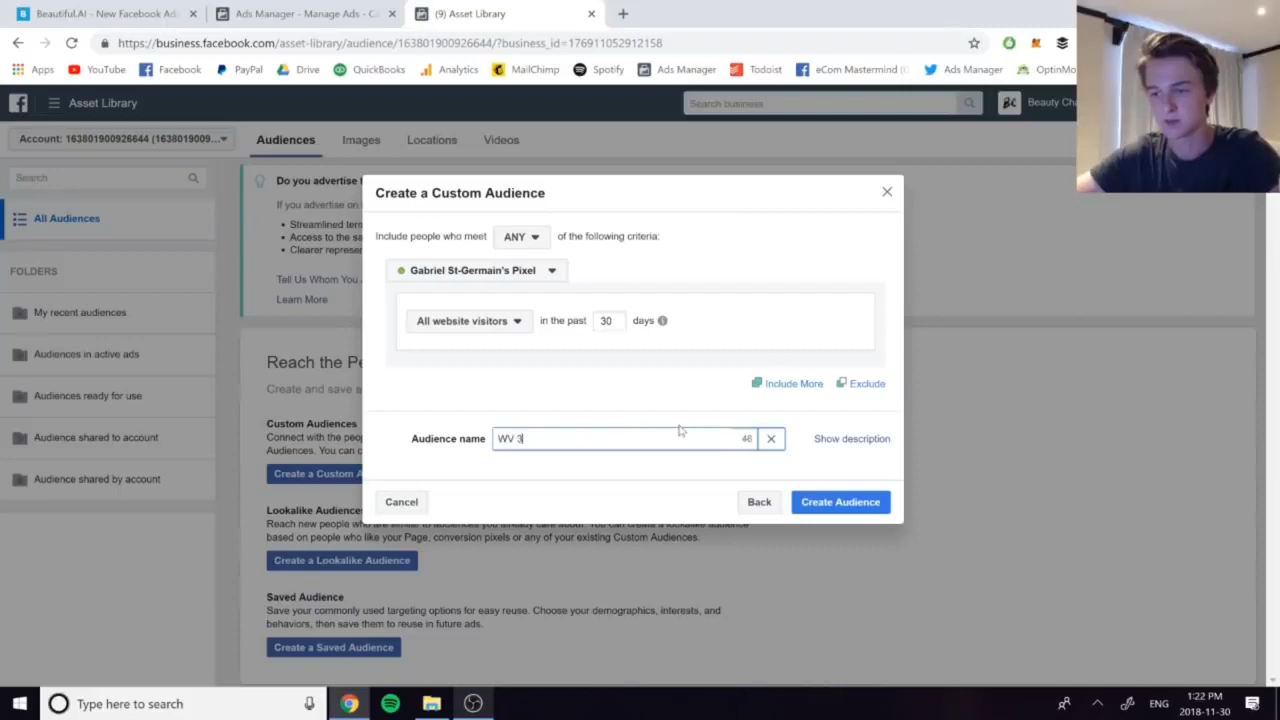 Beautiful.AI - New Facebook Ads
Ads Manager - Manage Ads - C
(9) Asset Library
https://business.facebook.com/asset-library/audience/163801900926644/?business_id=176911052912158
Apps
YouTube
Facebook
PayPal
Drive
QuickBooks
Analytics
MailChimp
Spotify
Ads Manager
Todoist
eCom Mastermind (
Ads Manager
OptinMo
Asset Library
Search business
Beauty Cha
Account: 163801900926644 (163801909...
Audiences
Images
Locations
Videos
Search
All Audiences
FOLDERS
My recent audiences
Audiences in active ads
Audiences ready for use
Audience shared to account
Audience shared by account
Do you advertise
If you advertise on
Streamlined term
Access to the sa
Clearer represer
Tell Us Whom You
Learn More
Create a Custom Audience
Include people who meet ANY of the following criteria:
Gabriel St-Germain's Pixel
All website visitors in the past 30 days
Include More
Exclude
Audience name
WV 3
48
Show description
Cancel
Back
Create Audience
Reach the Pe
Create and save a
Custom Audiences
Connect with the peop
Audiences. You can c
Create a Custom A
Lookalike Audiences
Reach new people who are similar to audiences you already care about. You can create a lookalike audience
based on people who like your Page, conversion pixels or any of your existing Custom Audiences.
Create a Lookalike Audience
Saved Audience
Save your commonly used targeting options for easy reuse. Choose your demographics, interests, and
behaviors, then save them to reuse in future ads.
Create a Saved Audience
Type here to search
ENG
1:22 PM
2018-11-30